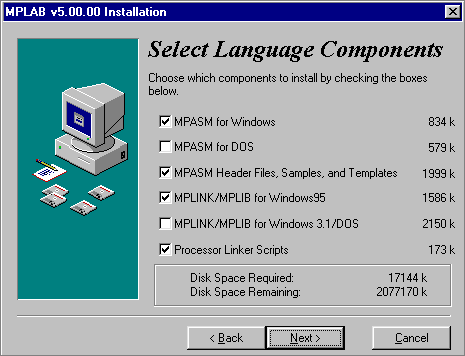 MPLAB v5.00.00 Installation
Select Language Components
Choose which components to install by checking the boxes
below.
MPASM for Windows 834 k
MPASM for DOS 579 k
MPASM Header Files, Samples, and Templates 1999 k
MPLINK/MPLIB for Windows95 1586 k
MPLINK/MPLIB for Windows 3.1/DOS 2150 k
Processor Linker Scripts 173 k
Disk Space Required: 17144 k
Disk Space Remaining: 2077170 k
< Back Next > Cancel